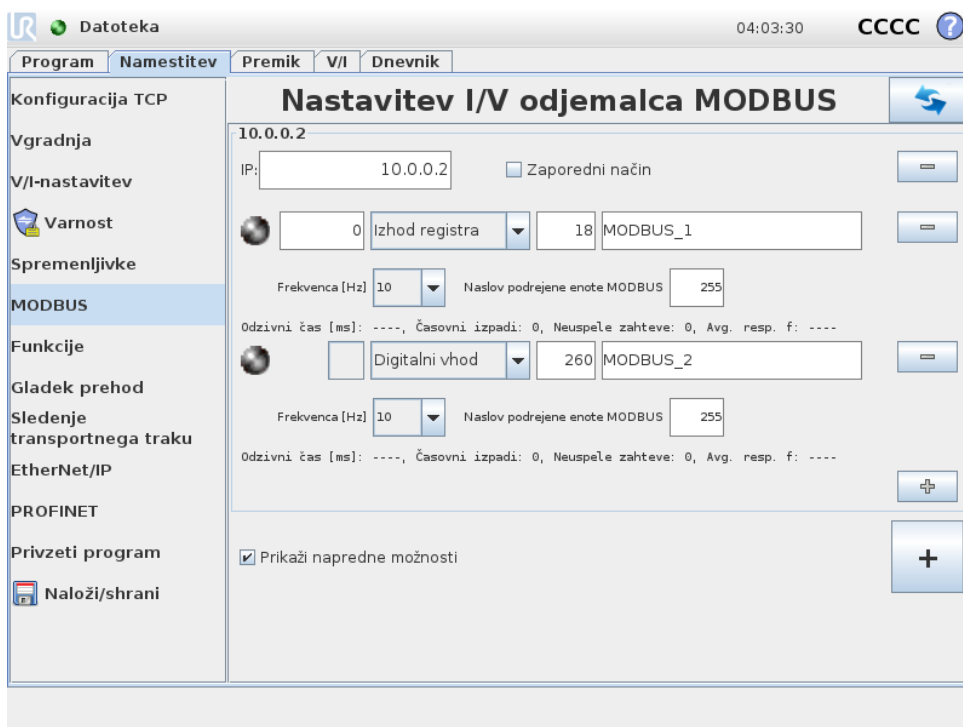 UR Datoteka 04:03:30 CCCC ?
Program Namestitev Premik V/I Dnevnik
Konfiguracija TCP
Vgradnja
V/I-nastavitev
Varnost
Spremenljivke
MODBUS
Funkcije
Gladek prehod
Sledenje
transportnega traku
EtherNet/IP
PROFINET
Privzeti program
Naloži/shrani
Nastavitev I/V odjemalca MODBUS
10.0.0.2
IP: 10.0.0.2 Zaporedni način
0 Izhod registra 18 MODBUS_1
Frekvenca [Hz] 10 Naslov podrejene enote MODBUS 255
Odzivni čas [ms]: ----, Časovni izpadi: 0, Neuspele zahteve: 0, Avg. resp. f: ----
Digitalni vhod 260 MODBUS_2
Frekvenca [Hz] 10 Naslov podrejene enote MODBUS 255
Odzivni čas [ms]: ----, Časovni izpadi: 0, Neuspele zahteve: 0, Avg. resp. f: ----
Prikaži napredne možnosti